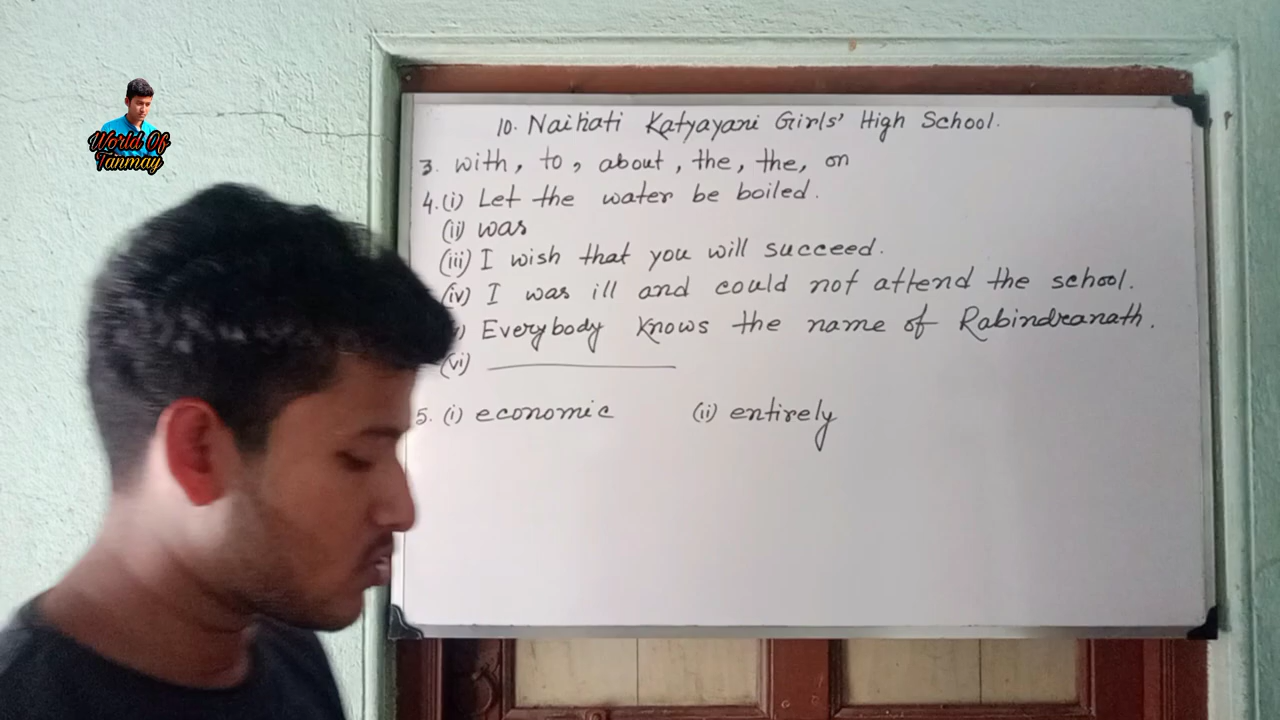 World Of
Tanmay
10. Naihati Katyayani Girls' High School.
3. with, to, about, the, the, on
4.(i) Let the water be boiled.
(ii) was
(iii) I wish that you will succeed.
(iv) I was ill and could not attend the school.
) Everybody knows the name of Rabindranath.
(vi)
5. (i) economic (ii) entirely